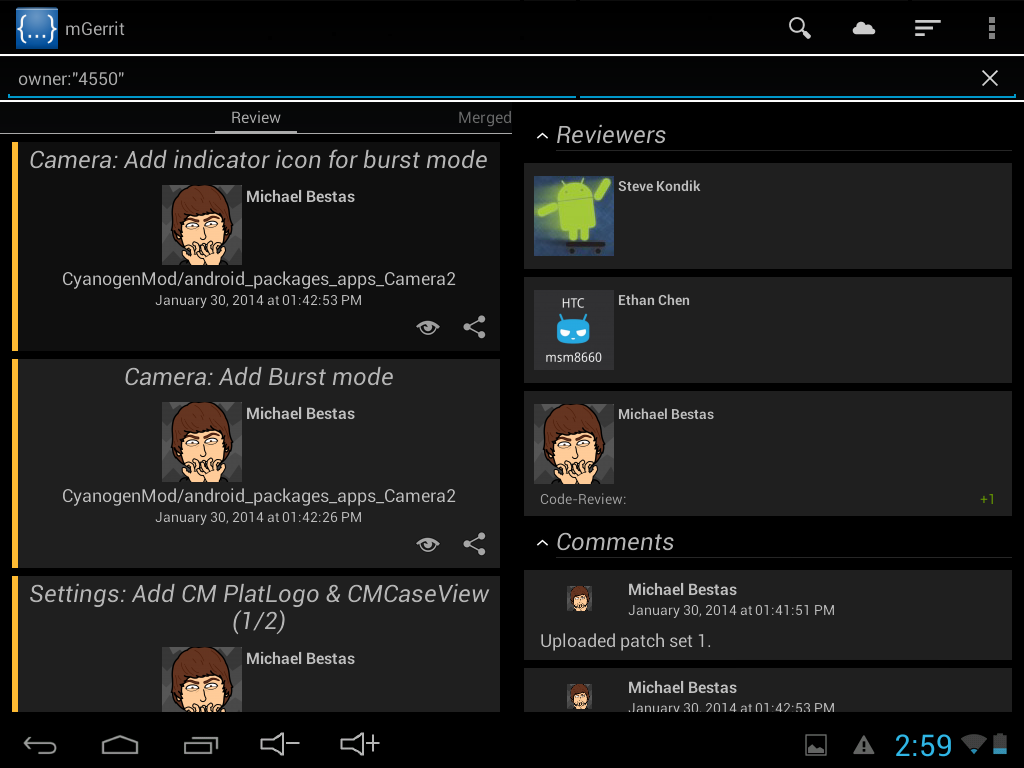 {...} mGerrit
owner:"4550"
Review
Merged
Camera: Add indicator icon for burst mode
Michael Bestas
CyanogenMod/android_packages_apps_Camera2
January 30, 2014 at 01:42:53 PM
Camera: Add Burst mode
Michael Bestas
CyanogenMod/android_packages_apps_Camera2
January 30, 2014 at 01:42:26 PM
Settings: Add CM PlatLogo & CMCaseView
(1/2)
Michael Bestas
Reviewers
Steve Kondik
HTC
msm8660
Ethan Chen
Michael Bestas
Code-Review: +1
Comments
Michael Bestas
January 30, 2014 at 01:41:51 PM
Uploaded patch set 1.
Michael Bestas
January 30, 2014 at 01:42:53 PM
2:59